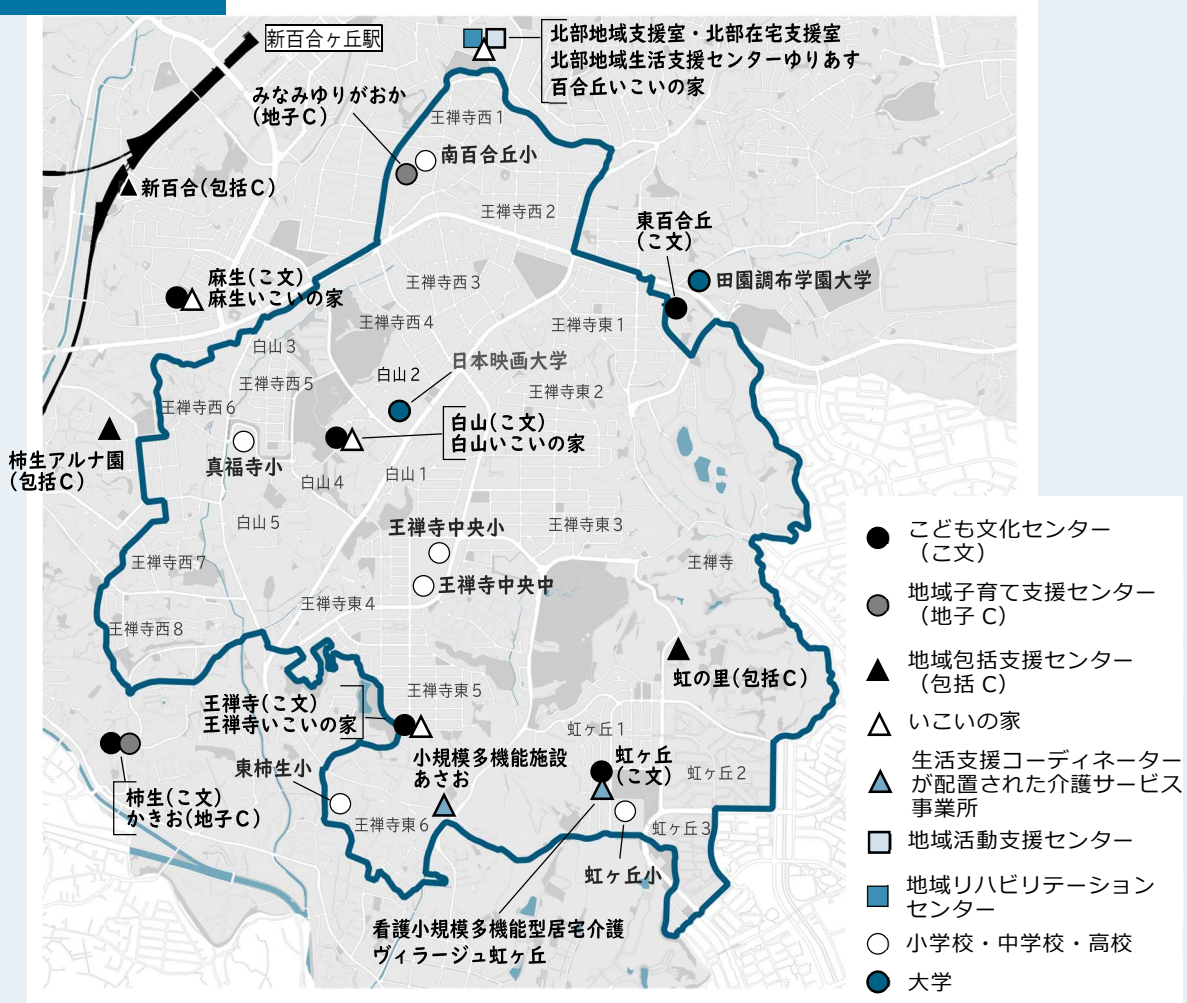 新百合ヶ丘駅
北部地域支援室・北部在宅支援室
北部地域生活支援センターゆりあす
百合丘いこいの家
みなみゆりがおか
(地子C)
王禅寺西1
南百合丘小
新百合(包括C)
王禅寺西2
東百合丘
(こ文)
麻生(こ文)
麻生いこいの家
王禅寺西3
田園調布学園大学
王禅寺西4
王禅寺東1
白山3
日本映画大学
白山2
王禅寺西5
王禅寺東2
王禅寺西6
白山(こ文)
白山いこいの家
柿生アルナ園
(包括C)
真福寺小
白山4
白山1
白山5
王禅寺中央小
王禅寺東3
王禅寺西7
王禅寺
王禅寺中央中
王禅寺東4
王禅寺西8
虹の里(包括C)
王禅寺東5
王禅寺(こ文)
王禅寺いこいの家
虹ヶ丘1
小規模多機能施設
あさお
虹ヶ丘
(こ文)
虹ヶ丘2
東柿生小
柿生(こ文)
かきお(地子C)
王禅寺東6
虹ヶ丘3
虹ヶ丘小
看護小規模多機能型居宅介護
ヴィラージュ虹ヶ丘
こども文化センター
（こ文）
地域子育て支援センター
（地子 C）
地域包括支援センター
（包括 C）
いこいの家
生活支援コーディネーター
が配置された介護サービス
事業所
地域活動支援センター
地域リハビリテーション
センター
小学校・中学校・高校
大学